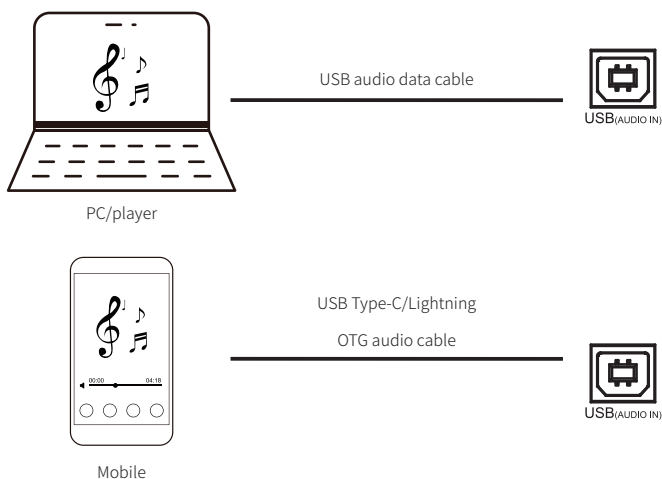 USB audio data cable
USB(AUDIO IN)
PC/player
USB Type-C/Lightning
OTG audio cable
00:00 04:18
USB(AUDIO IN)
Mobile